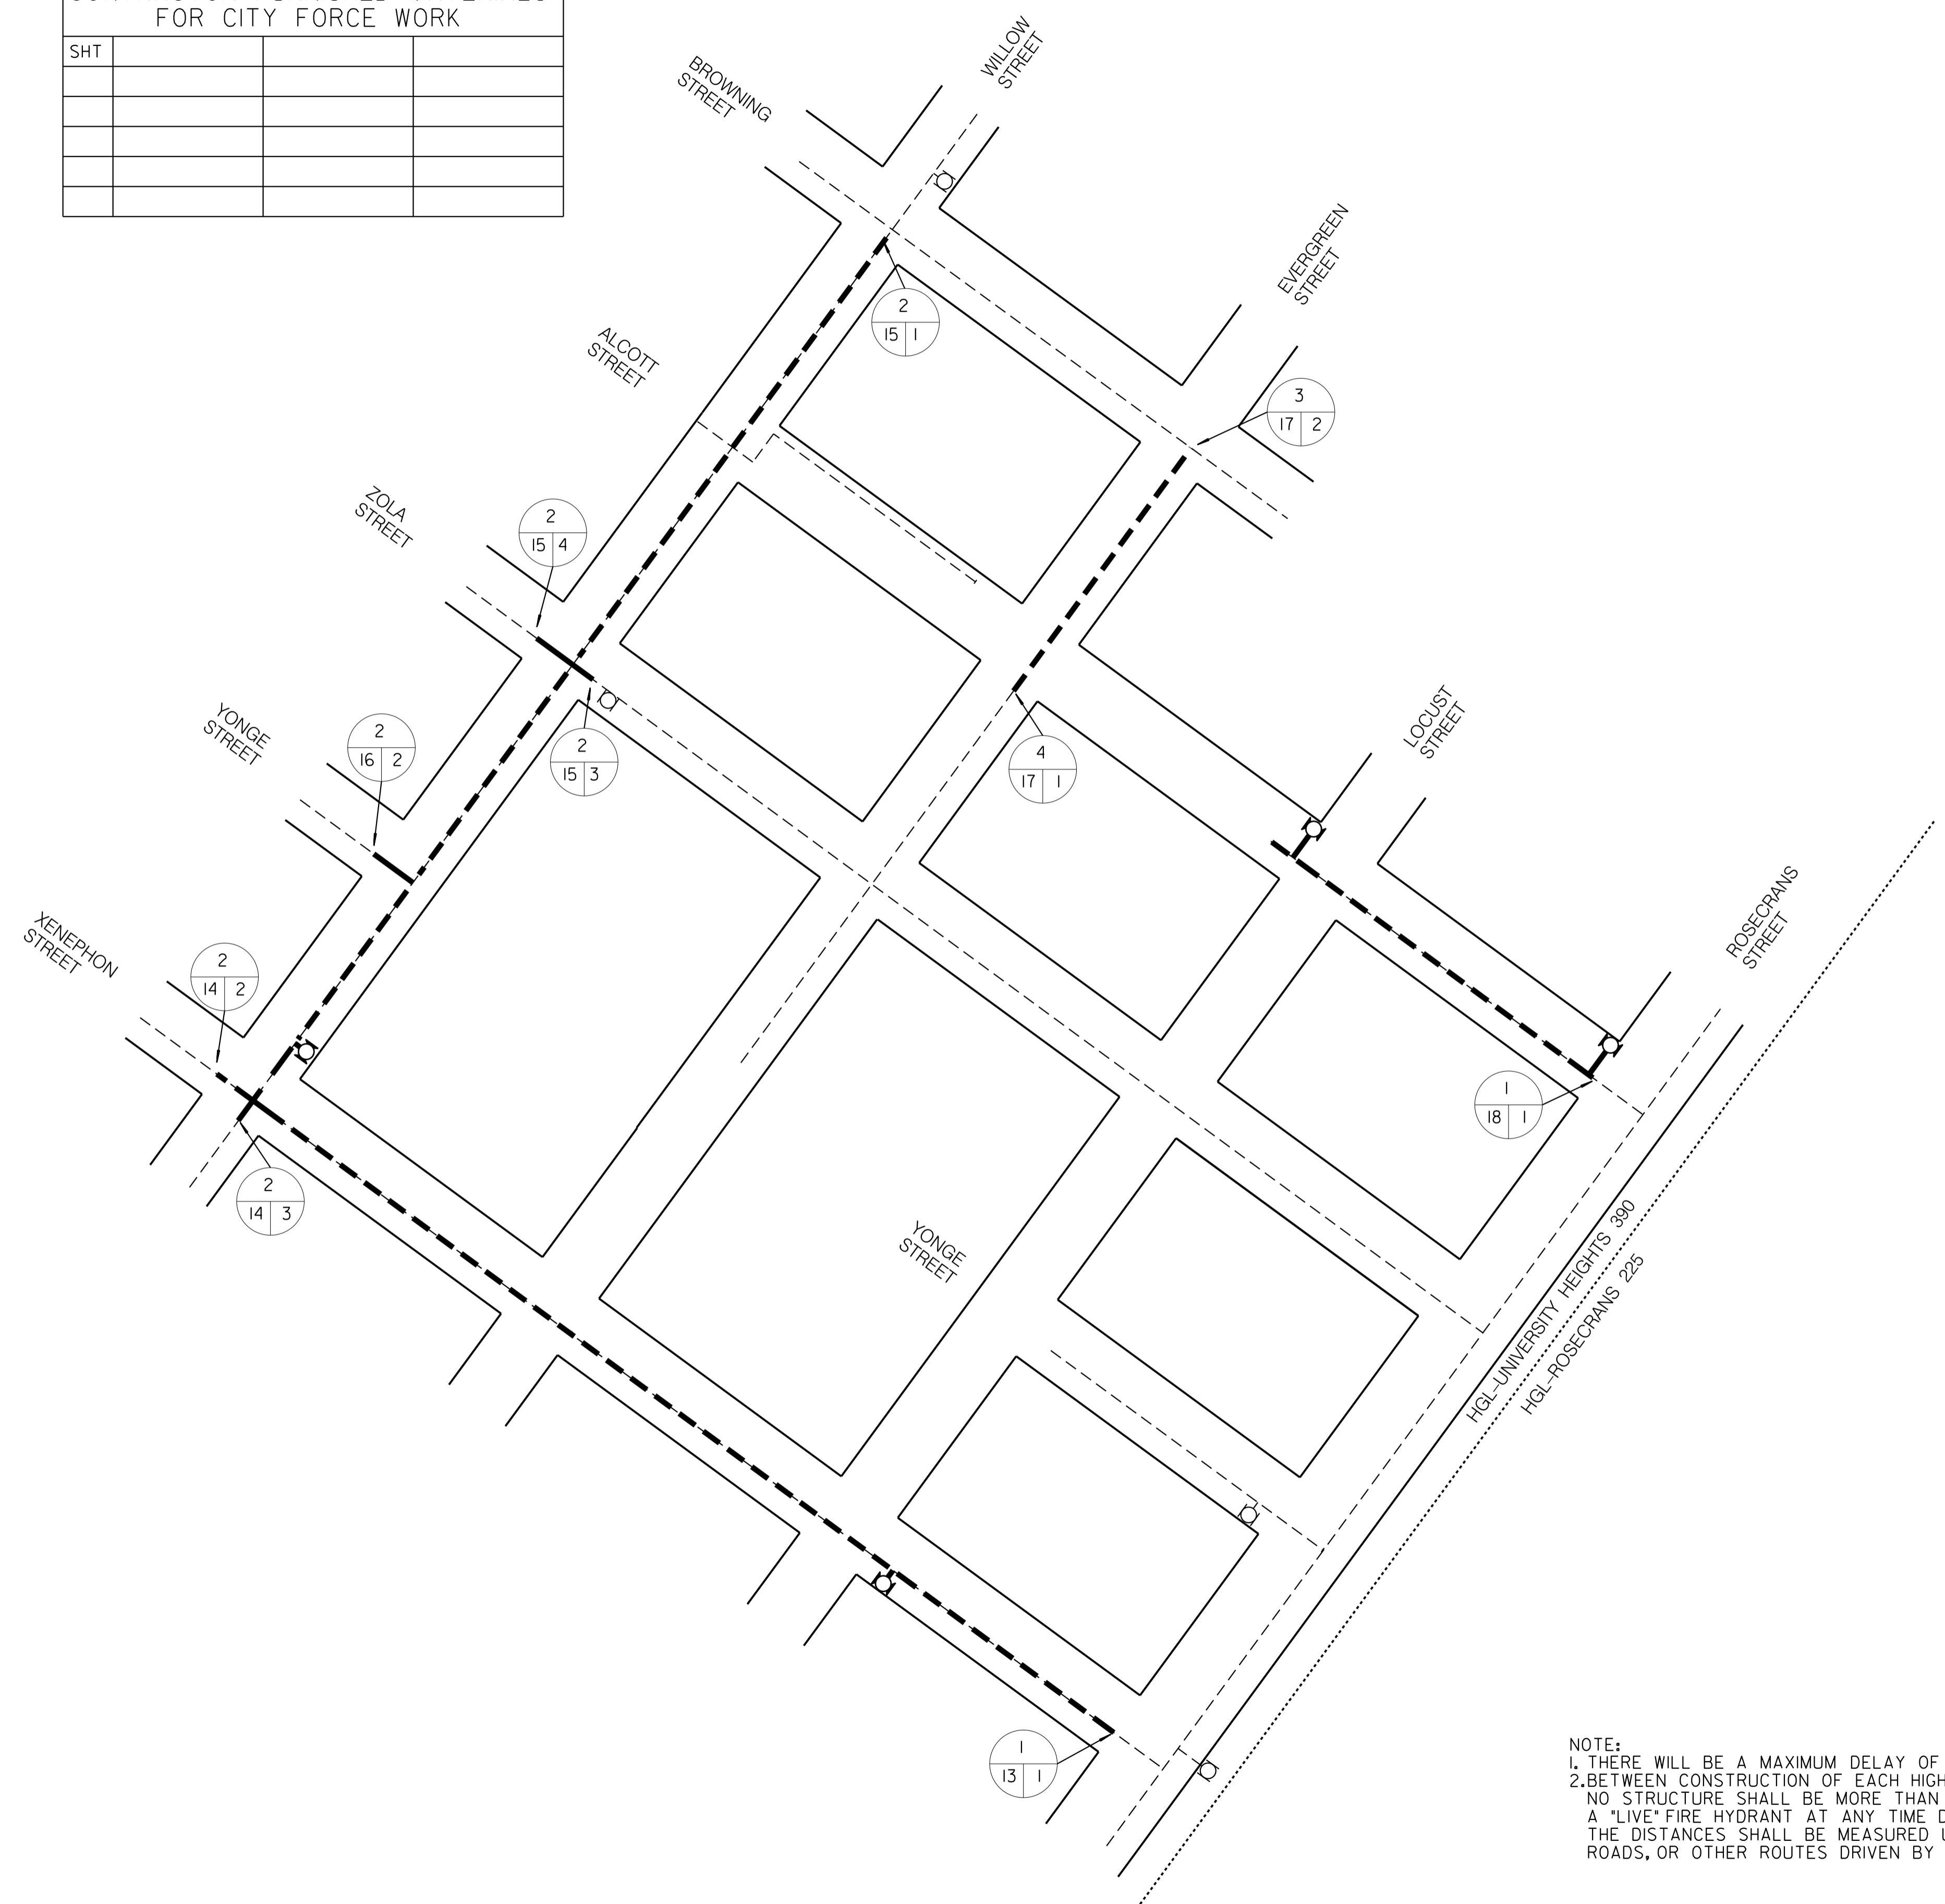 FOR CITY FORCE WORK
SHT
BROWNING
STREET
WILLOW
STREET
EVERGREEN
STREET
2
15 1
ALCOTT
STREET
3
17 2
ZOLA
STREET
2
15 4
YONGE
STREET
2
16 2
2
15 3
4
17 1
LOCUST
STREET
ROSECRANS
STREET
XENEPHON
STREET
2
14 2
1
18 1
2
14 3
YONGE
STREET
HGL-UNIVERSITY HEIGHTS 390
HGL-ROSECRANS 225
1
13 1
NOTE:
1. THERE WILL BE A MAXIMUM DELAY OF
2. BETWEEN CONSTRUCTION OF EACH HIGH
NO STRUCTURE SHALL BE MORE THAN
A "LIVE" FIRE HYDRANT AT ANY TIME
THE DISTANCES SHALL BE MEASURED
ROADS, OR OTHER ROUTES DRIVEN BY